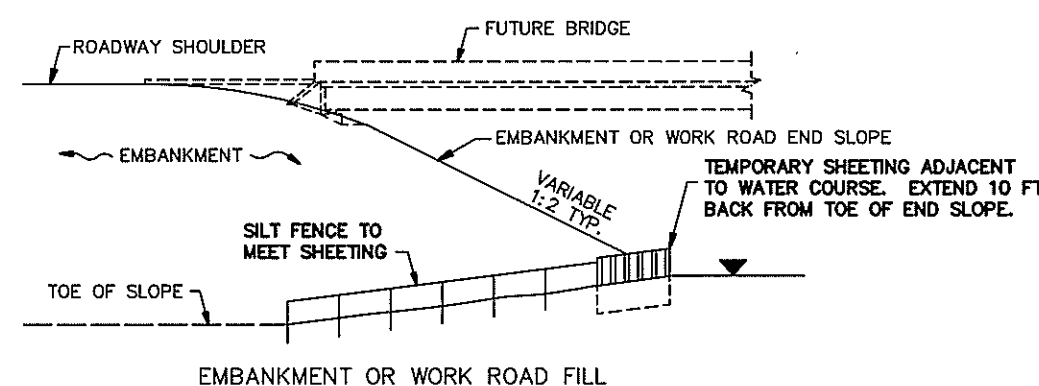 FUTURE BRIDGE
ROADWAY SHOULDER
EMBANKMENT OR WORK ROAD END SLOPE
EMBANKMENT
TEMPORARY SHEETING ADJACENT
TO WATER COURSE. EXTEND 10 FT
BACK FROM TOE OF END SLOPE.
VARIABLE
1:2 TYP.
SILT FENCE TO
MEET SHEETING
TOE OF SLOPE
EMBANKMENT OR WORK ROAD FILL